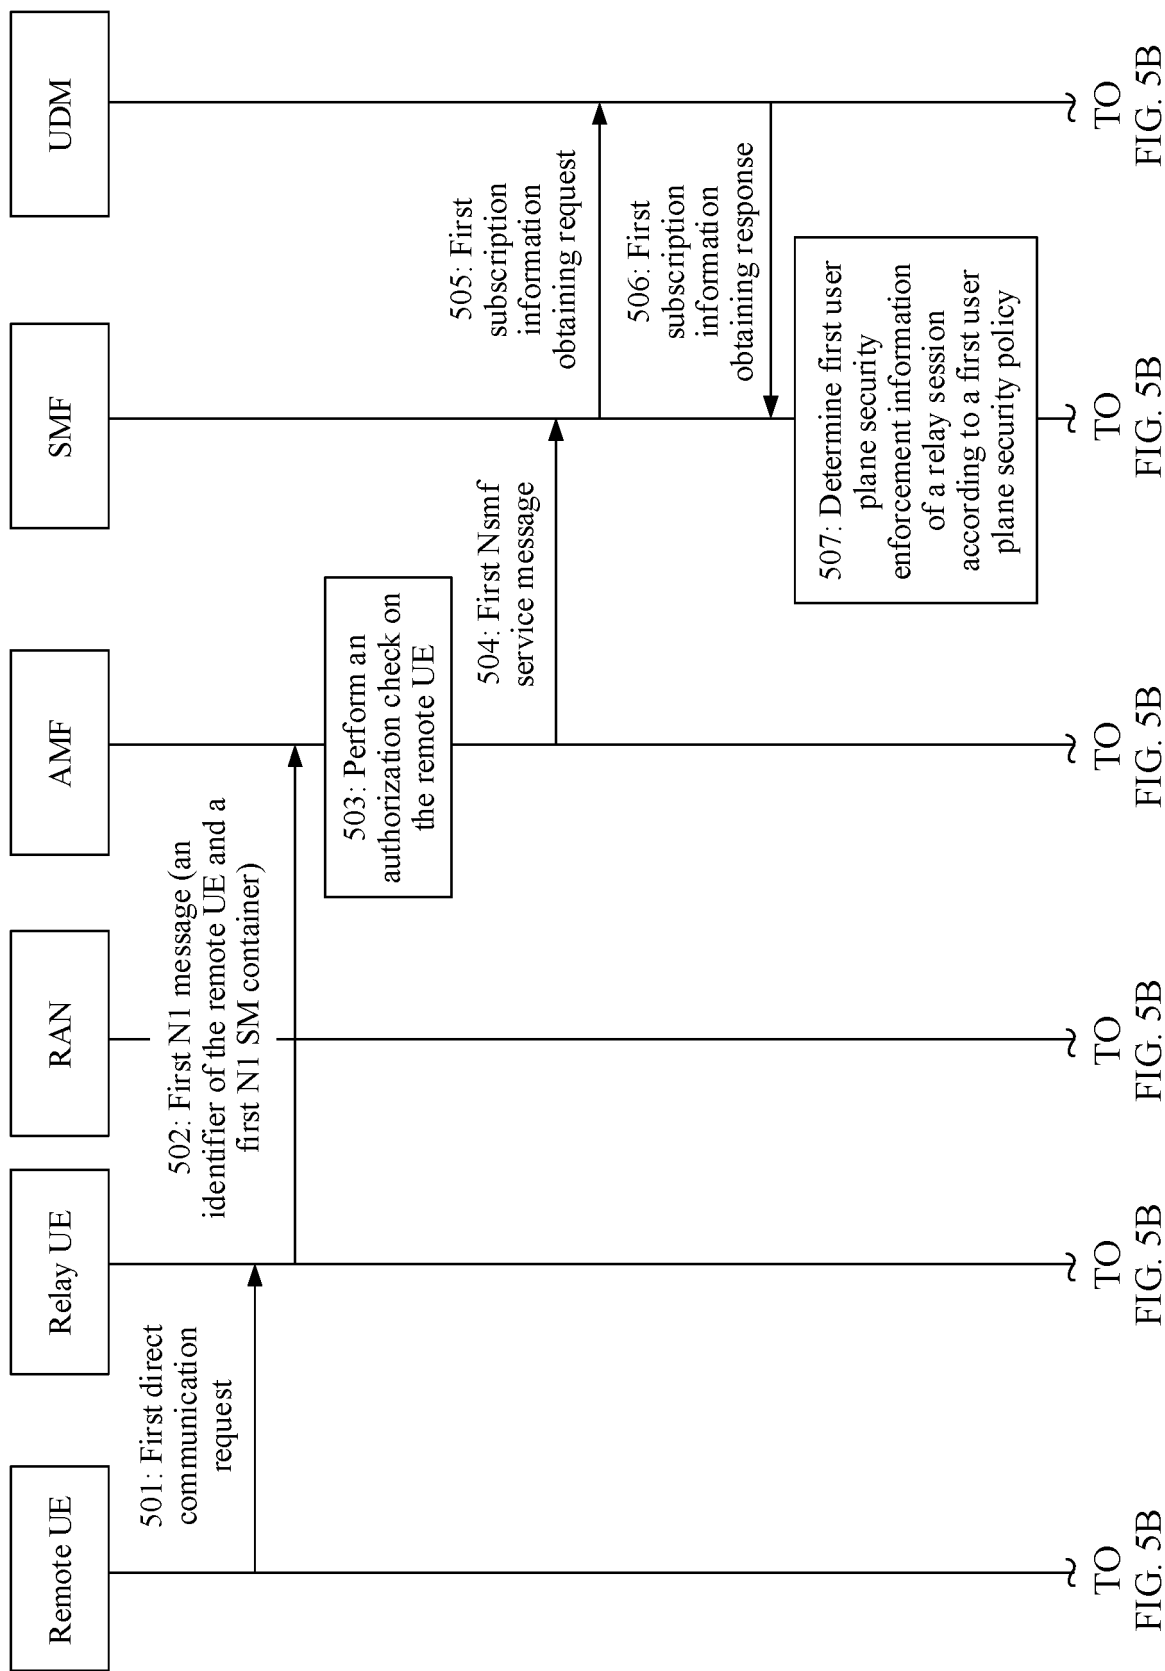 Remote UE
Relay UE
RAN
AMF
SMF
UDM
501: First direct
communication
request
502: First N1 message (an
identifier of the remote UE and a
first N1 SM container)
503: Perform an
authorization check on
the remote UE
504: First Nsmf
service message
505: First
subscription
information
obtaining request
506: First
subscription
information
obtaining response
507: Determine first user
plane security
enforcement information
of a relay session
according to a first user
plane security policy
TO
FIG. 5B
TO
FIG. 5B
TO
FIG. 5B
TO
FIG. 5B
TO
FIG. 5B
TO
FIG. 5B